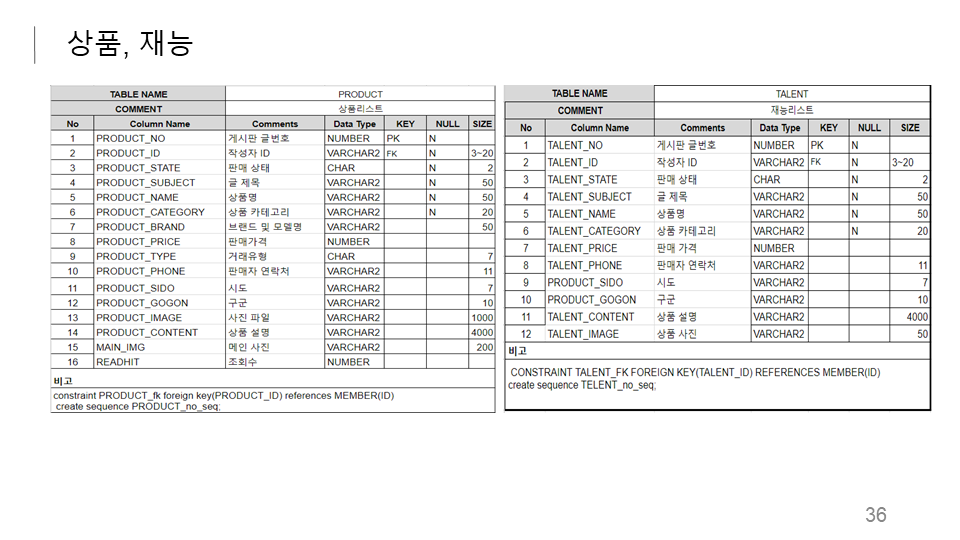 상품, 재능
TABLE NAME PRODUCT
COMMENT 상품리스트
No Column Name Comments Data Type KEY NULL SIZE
1 PRODUCT_NO 게시판 글번호 NUMBER PK N
2 PRODUCT_ID 작성자 ID VARCHAR2 FK N 3~20
3 PRODUCT_STATE 판매 상태 CHAR N 2
4 PRODUCT_SUBJECT 글 제목 VARCHAR2 N 50
5 PRODUCT_NAME 상품명 VARCHAR2 N 50
6 PRODUCT_CATEGORY 상품 카테고리 VARCHAR2 N 20
7 PRODUCT_BRAND 브랜드 및 모델명 VARCHAR2 50
8 PRODUCT_PRICE 판매가격 NUMBER
9 PRODUCT_TYPE 거래유형 CHAR 7
10 PRODUCT_PHONE 판매자 연락처 VARCHAR2 11
11 PRODUCT_SIDO 시도 VARCHAR2 7
12 PRODUCT_GOGON 구군 VARCHAR2 10
13 PRODUCT_IMAGE 사진 파일 VARCHAR2 1000
14 PRODUCT_CONTENT 상품 설명 VARCHAR2 4000
15 MAIN_IMG 메인 사진 VARCHAR2 200
16 READHIT 조회수 NUMBER
비고
constraint PRODUCT_fk foreign key(PRODUCT_ID) references MEMBER(ID)
create sequence PRODUCT_no_seq;
TABLE NAME TALENT
COMMENT 재능리스트
No Column Name Comments Data Type KEY NULL SIZE
1 TALENT_NO 게시판 글번호 NUMBER PK N
2 TALENT_ID 작성자 ID VARCHAR2 FK N 3~20
3 TALENT_STATE 판매 상태 CHAR N 2
4 TALENT_SUBJECT 글 제목 VARCHAR2 N 50
5 TALENT_NAME 상품명 VARCHAR2 N 50
6 TALENT_CATEGORY 상품 카테고리 VARCHAR2 N 20
7 TALENT_PRICE 판매 가격 NUMBER
8 TALENT_PHONE 판매자 연락처 VARCHAR2 11
9 PRODUCT_SIDO 시도 VARCHAR2 7
10 PRODUCT_GOGON 구군 VARCHAR2 10
11 TALENT_CONTENT 상품 설명 VARCHAR2 4000
12 TALENT_IMAGE 상품 사진 VARCHAR2 50
비고
CONSTRAINT TALENT_FK FOREIGN KEY(TALENT_ID) REFERENCES MEMBER(ID)
create sequence TELENT_no_seq;
36